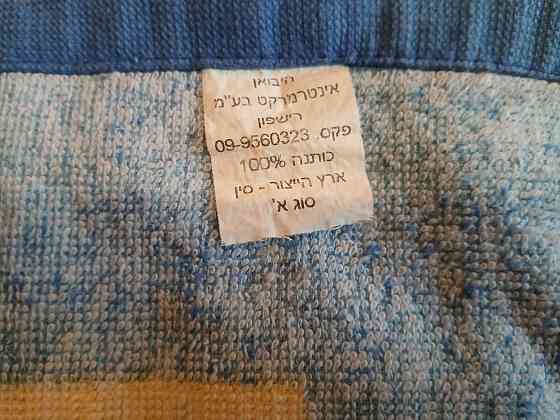 היבואן
אינטרמרקט בע"מ
רישפון
פקס. 09-9560323
100% כותנה
ארץ הייצור - סין
סוג א'